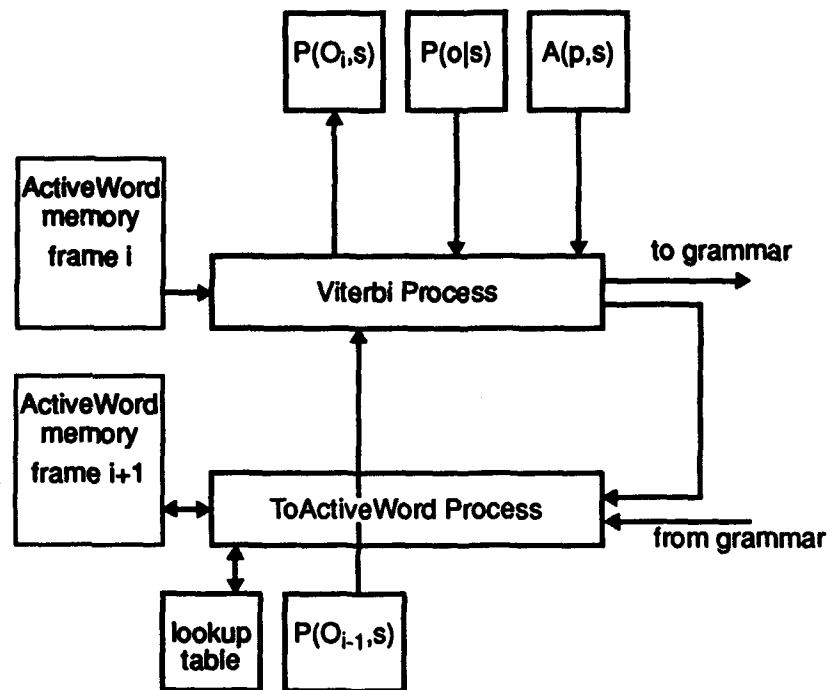 P(Oᵢ,s)
P(o|s)
A(p,s)
ActiveWord
memory
frame i
to grammar
Viterbi Process
ActiveWord
memory
frame i+1
ToActiveWord Process
from grammar
lookup
table
P(Oᵢ₋₁,s)